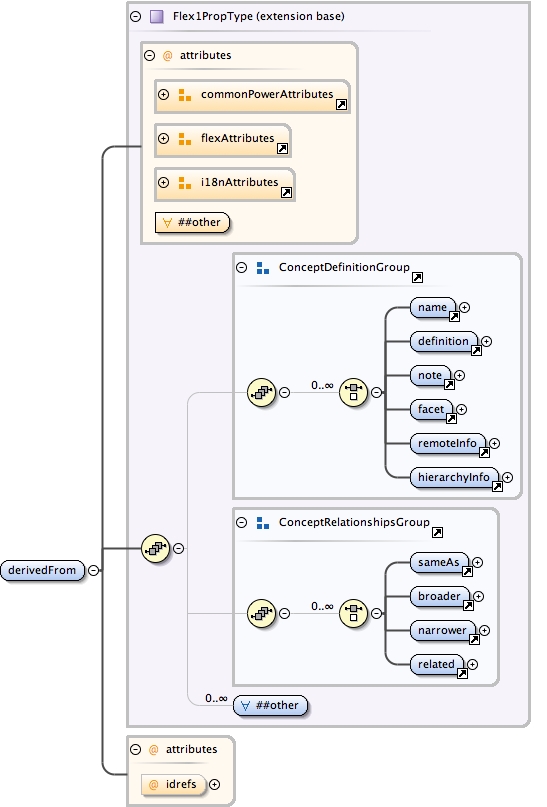 Flex1PropType (extension base)
@ attributes
commonPowerAttributes
flexAttributes
i18nAttributes
∀ ##other
ConceptDefinitionGroup
name
definition
0..∞
note
facet
remoteInfo
hierarchyInfo
ConceptRelationshipsGroup
sameAs
derivedFrom
broader
0..∞
narrower
related
0..∞
∀ ##other
@ attributes
@ idrefs